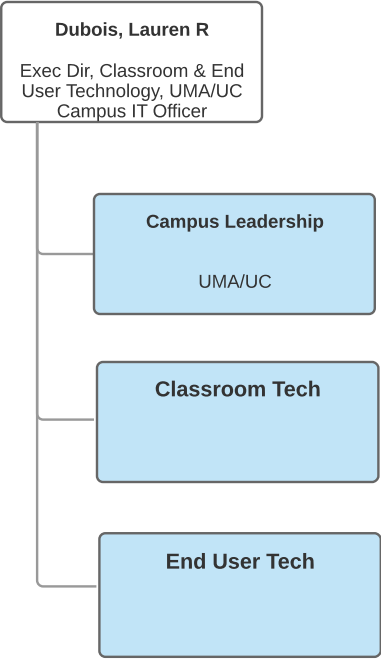 Dubois, Lauren R
Exec Dir, Classroom & End
User Technology, UMA/UC
Campus IT Officer
Campus Leadership
UMA/UC
Classroom Tech
End User Tech